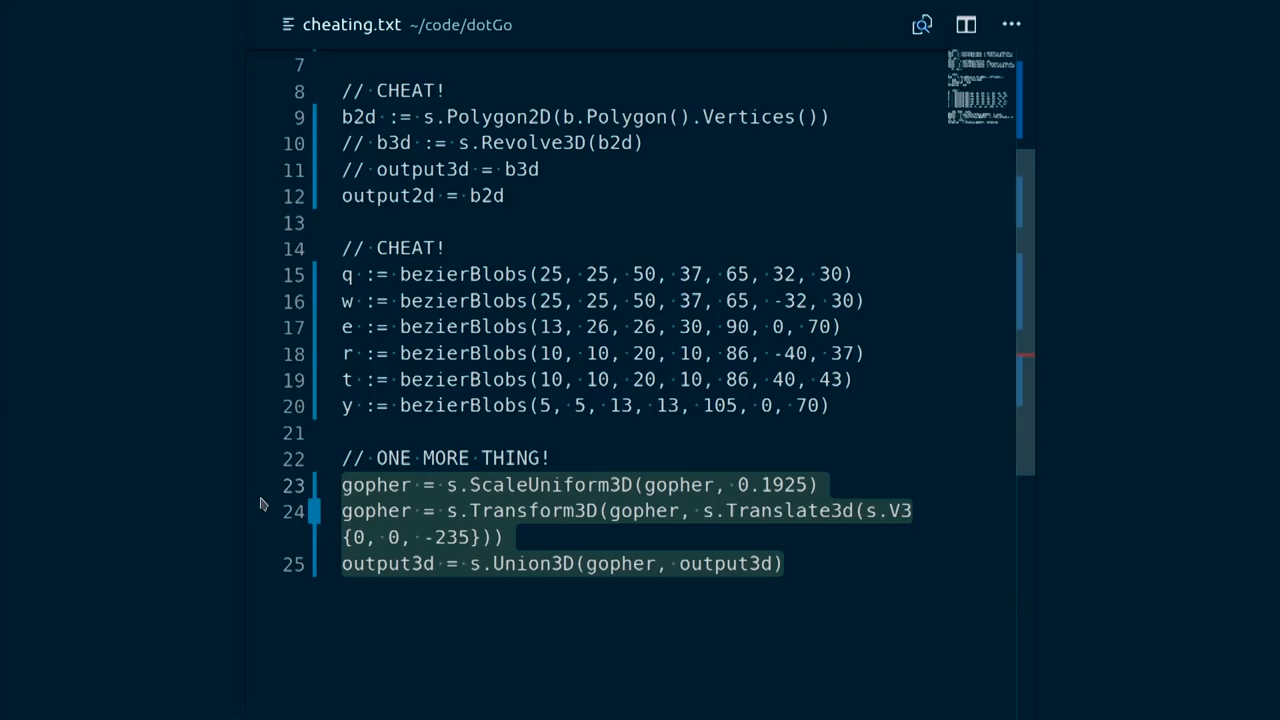 cheating.txt ~/code/dotGo
7
8 // CHEAT!
9 b2d := s.Polygon2D(b.Polygon().Vertices())
10 // b3d := s.Revolve3D(b2d)
11 // output3d = b3d
12 output2d = b2d
13
14 // CHEAT!
15 q := bezierBlobs(25, 25, 50, 37, 65, 32, 30)
16 w := bezierBlobs(25, 25, 50, 37, 65, -32, 30)
17 e := bezierBlobs(13, 26, 26, 30, 90, 0, 70)
18 r := bezierBlobs(10, 10, 20, 10, 86, -40, 37)
19 t := bezierBlobs(10, 10, 20, 10, 86, 40, 43)
20 y := bezierBlobs(5, 5, 13, 13, 105, 0, 70)
21
22 // ONE MORE THING!
23 gopher = s.ScaleUniform3D(gopher, 0.1925)
24 gopher = s.Transform3D(gopher, s.Translate3d(s.V3
{0, 0, -235}))
25 output3d = s.Union3D(gopher, output3d)